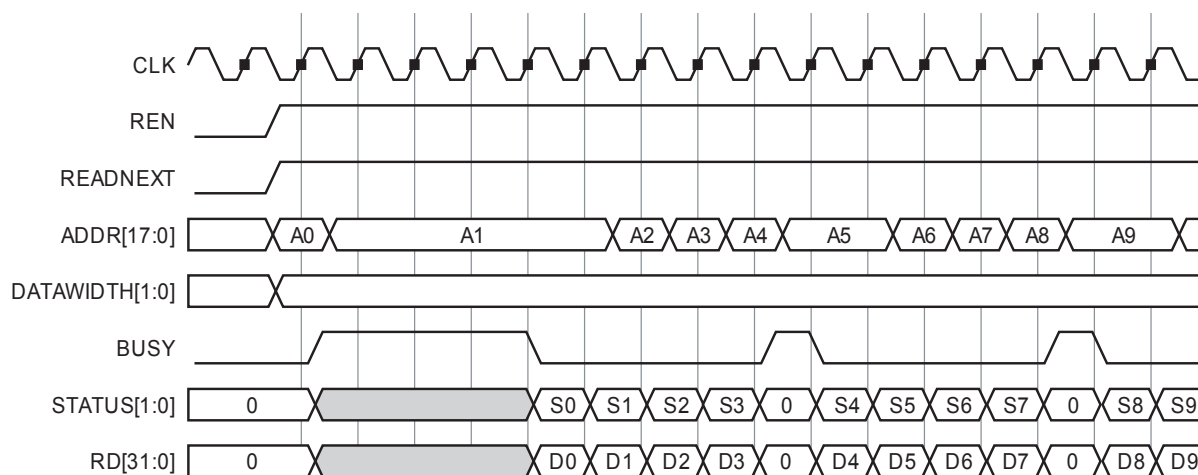 CLK
REN
READNEXT
ADDR[17:0] A0 A1 A2 A3 A4 A5 A6 A7 A8 A9
DATAWIDTH[1:0]
BUSY
STATUS[1:0] 0 S0 S1 S2 S3 0 S4 S5 S6 S7 0 S8 S9
RD[31:0] 0 D0 D1 D2 D3 0 D4 D5 D6 D7 0 D8 D9